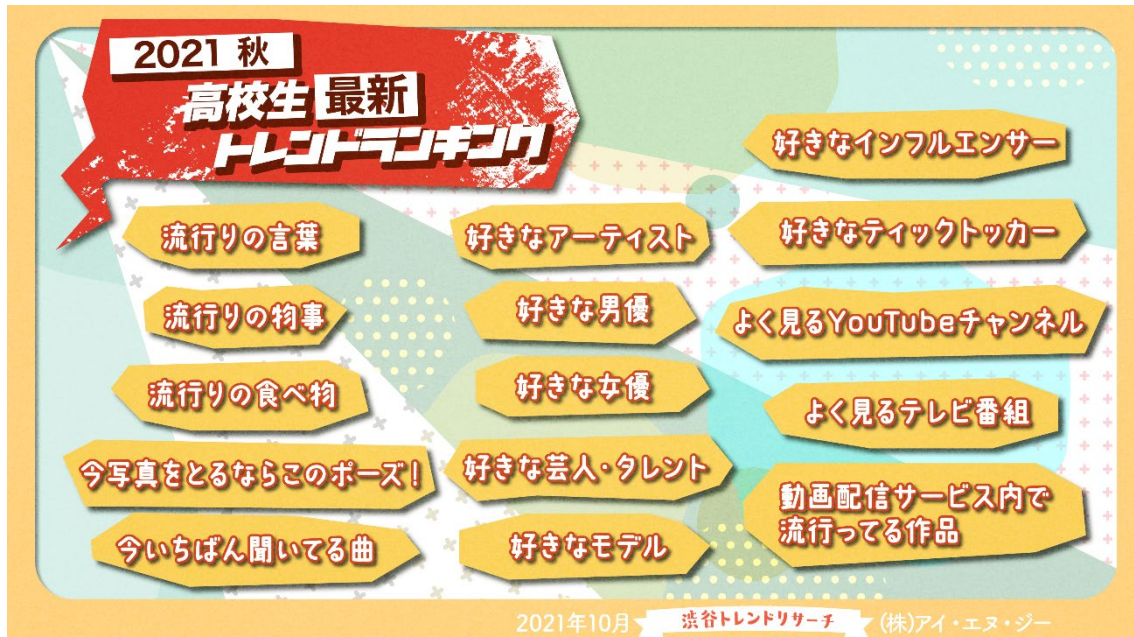 2021 秋
高校生 最新
トレンドランキング
流行りの言葉
流行りの物事
流行りの食べ物
今写真をとるならこのポーズ！
今いちばん聞いてる曲
好きなアーティスト
好きな男優
好きな女優
好きな芸人・タレント
好きなモデル
好きなインフルエンサー
好きなティックトッカー
よく見るYouTubeチャンネル
よく見るテレビ番組
動画配信サービス内で
流行ってる作品
2021年10月 渋谷トレンドリサーチ (株)アイ・エヌ・ジー